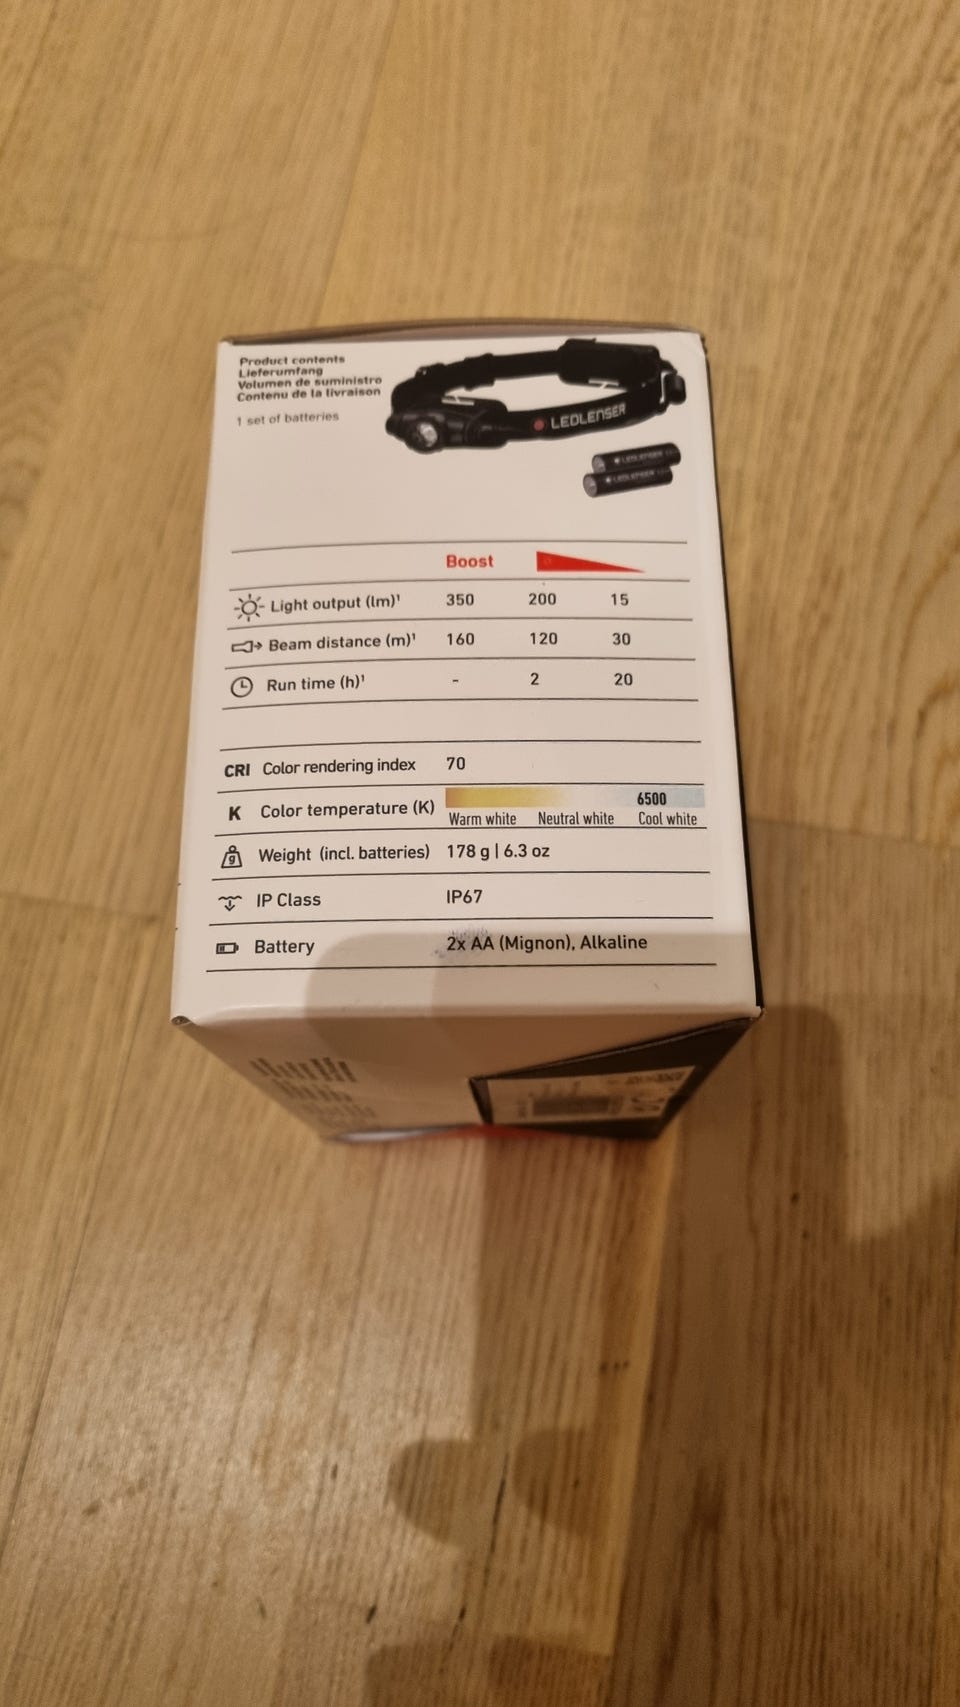 Product contents
Lieferumfang
Volumen de suministro
Contenu de la livraison
1 set of batteries
LEDLENSER
LEDLENSER
LEDLENSER
Boost
Light output (lm)¹ 350 200 15
Beam distance (m)¹ 160 120 30
Run time (h)¹ - 2 20
CRI Color rendering index 70
K Color temperature (K) 6500
Warm white Neutral white Cool white
g Weight (incl. batteries) 178 g | 6.3 oz
IP Class IP67
Battery 2x AA (Mignon), Alkaline